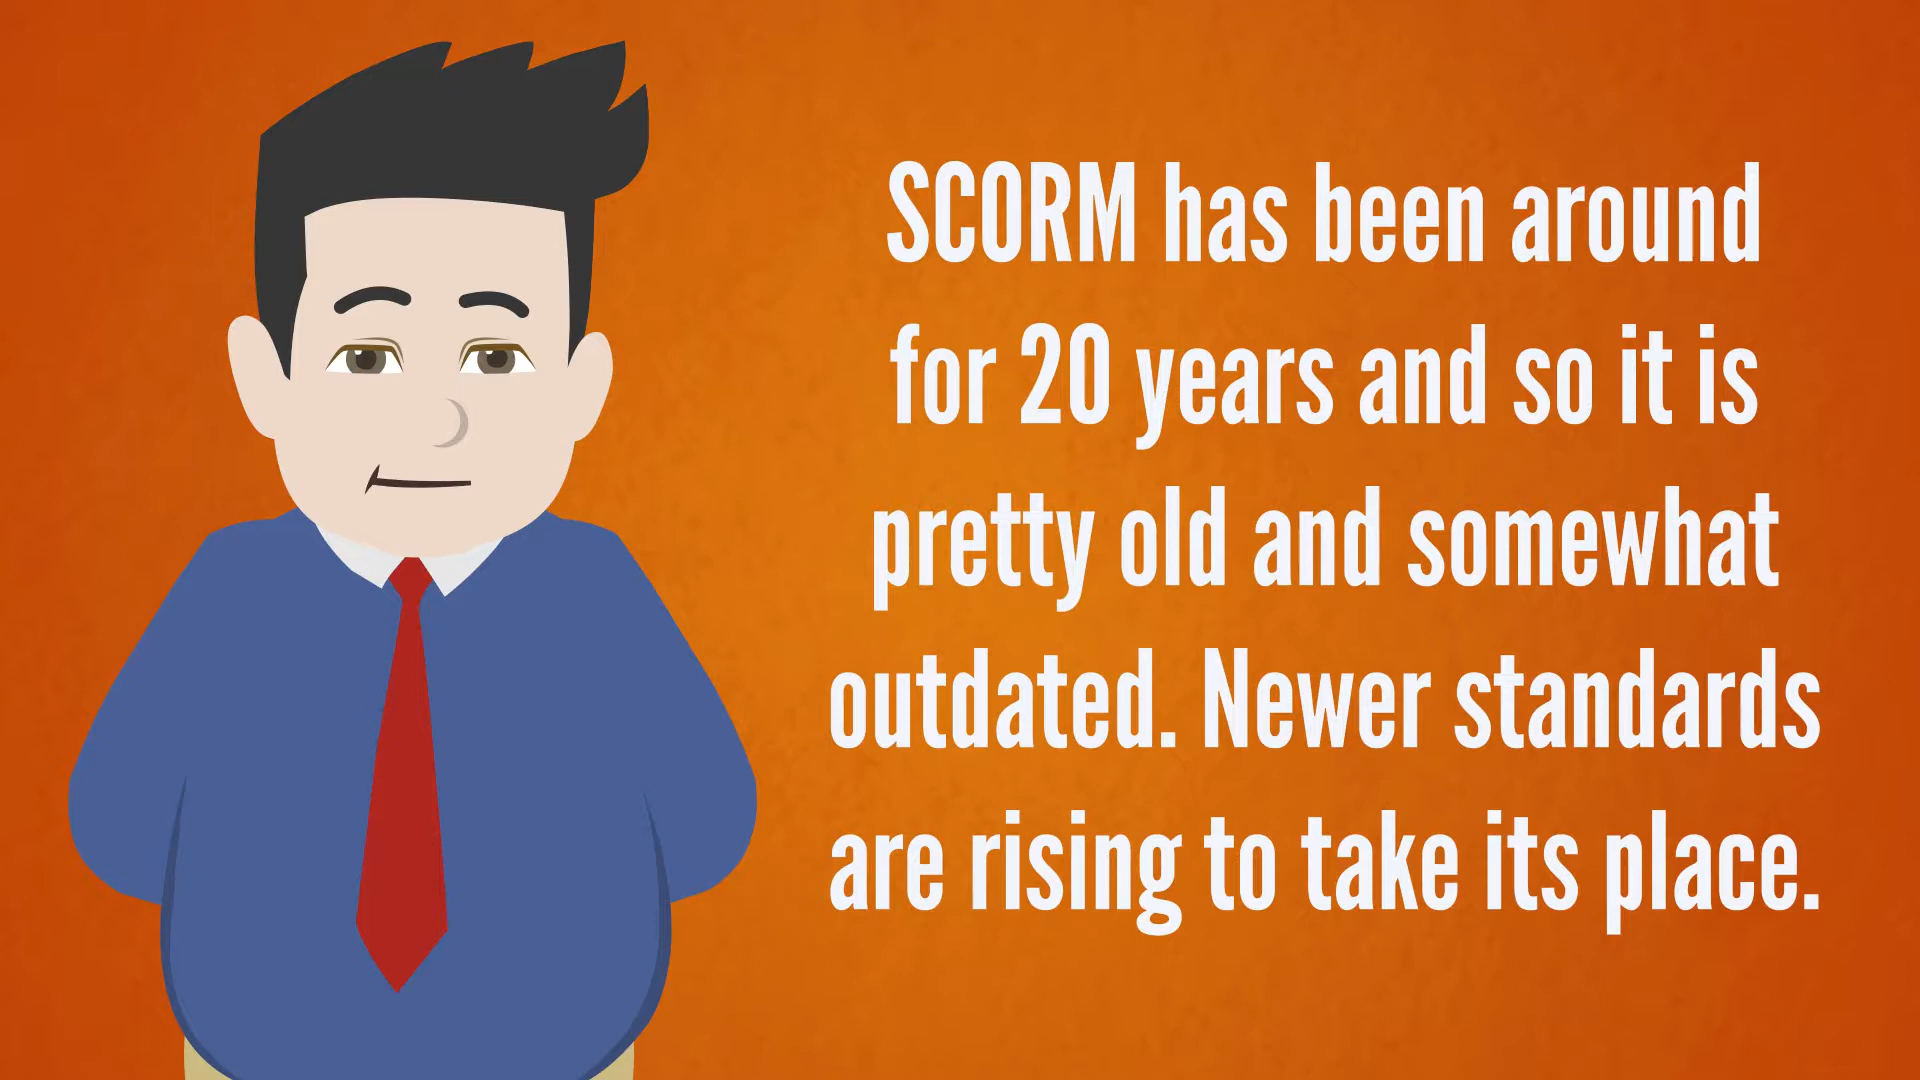 SCORM has been around
for 20 years and so it is
pretty old and somewhat
outdated. Newer standards
are rising to take its place.